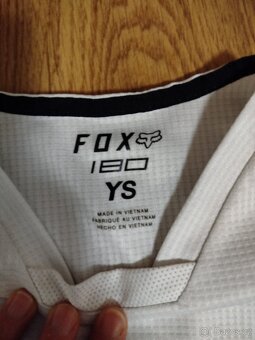 FOX
180
YS
MADE IN VIETNAM
FABRIQUÉ AU VIETNAM
HECHO EN VIETNAM